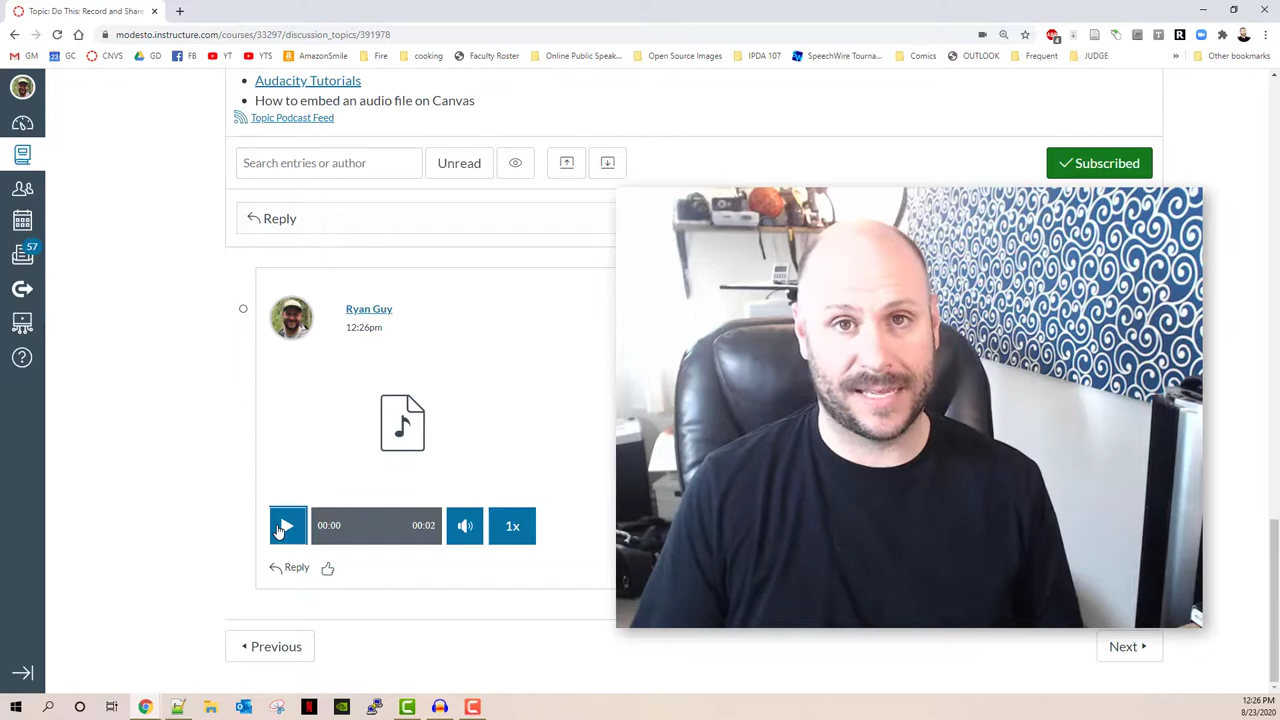 Topic: Do This: Record and Shar
modesto.instructure.com/courses/33297/discussion_topics/391978
GM GC CNVS GD FB YT YTS AmazonSmile Fire cooking Faculty Roster Online Public Speak... Open Source Images IPDA 107 SpeechWire Tourna... Comics OUTLOOK Frequent JUDGE » Other bookmarks
Audacity Tutorials
How to embed an audio file on Canvas
Topic Podcast Feed
Search entries or author Unread Subscribed
Reply
57
Ryan Guy
12:26pm
00:00 00:02 1x
Reply
Previous Next
12:26 PM
8/23/2020